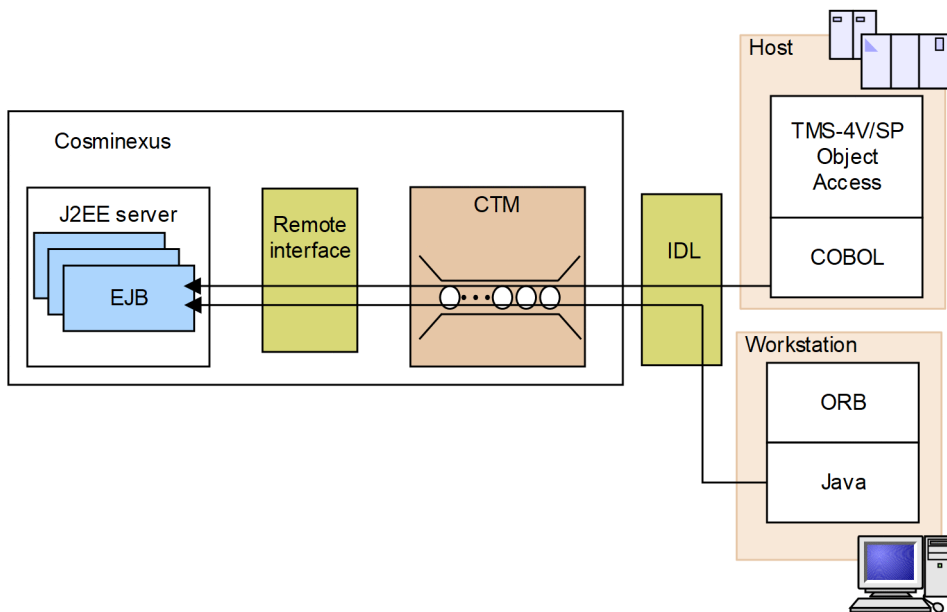 Host
TMS-4V/SP
Object
Access
COBOL
Cosminexus
J2EE server
EJB
Remote
interface
CTM
IDL
Workstation
ORB
Java